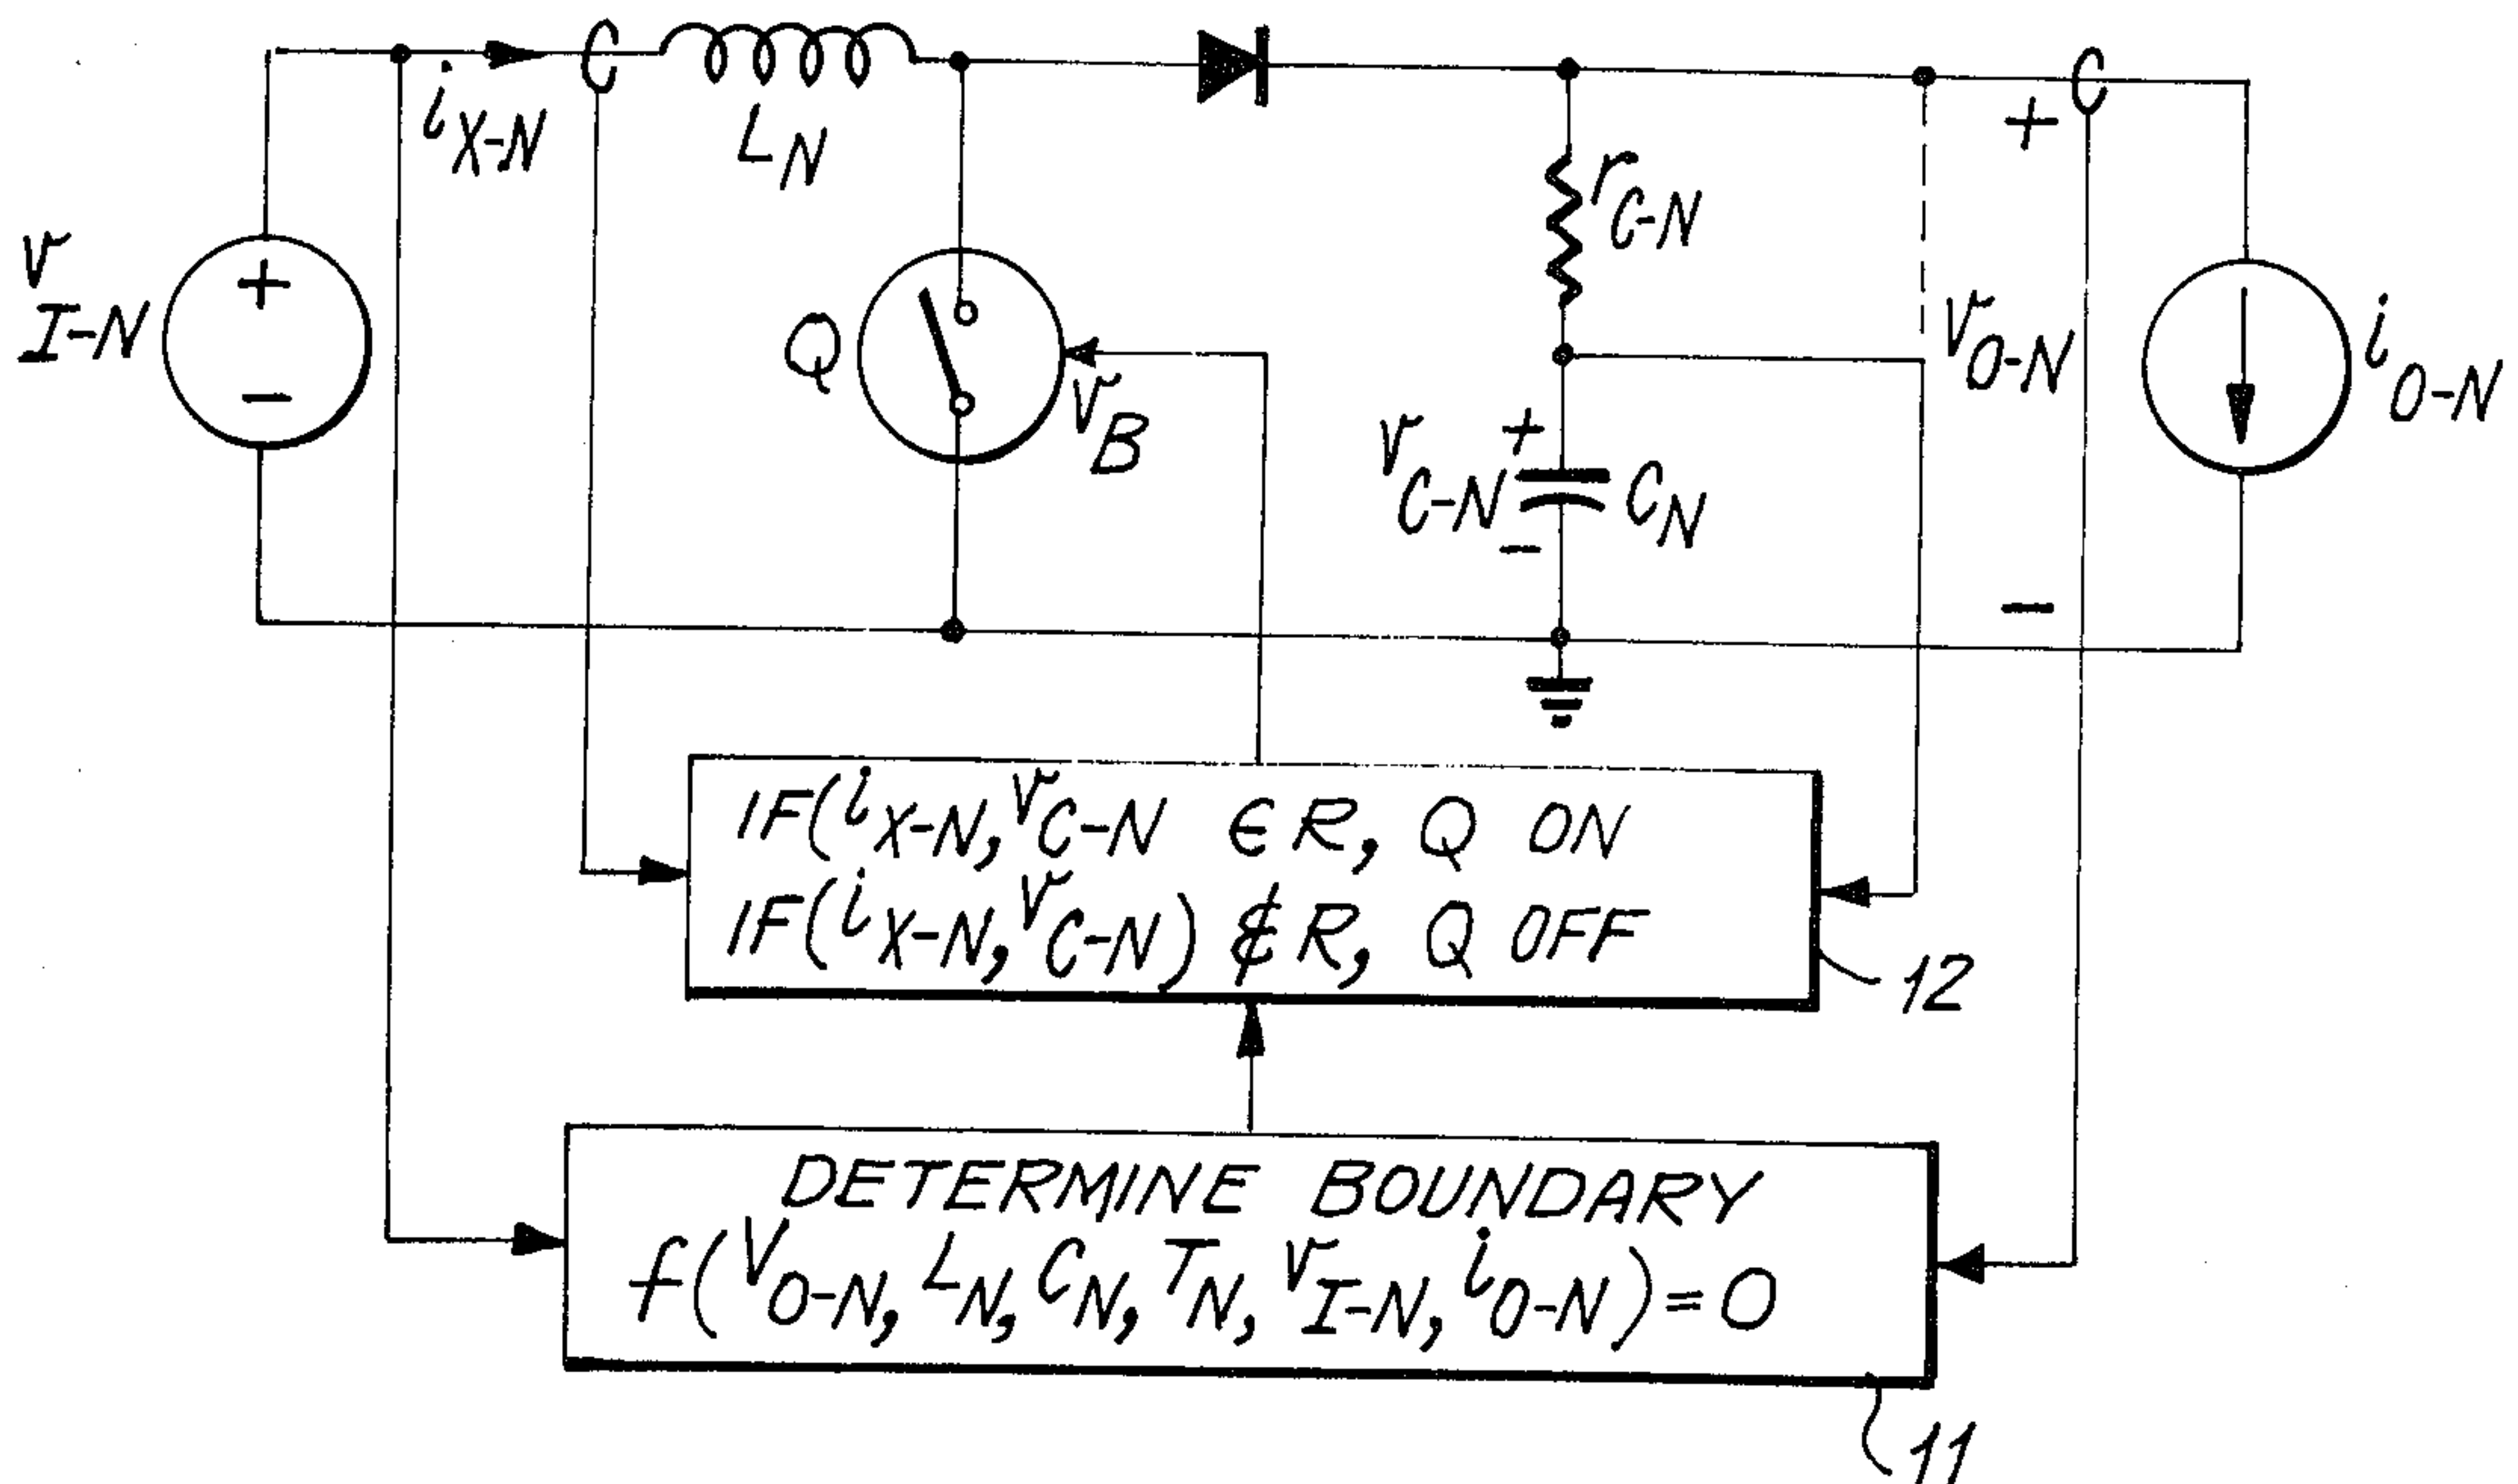 +
i X-N
L N
r C-N
v I-N
+
−
Q
v B
v O-N
i O-N
+
v C-N
C N
−
−
IF(i X-N, v C-N ∈ R, Q ON
IF(i X-N, v C-N) ∉ R, Q OFF
12
DETERMINE BOUNDARY
f(V O-N, L N, C N, T N, v I-N, i O-N) = 0
11